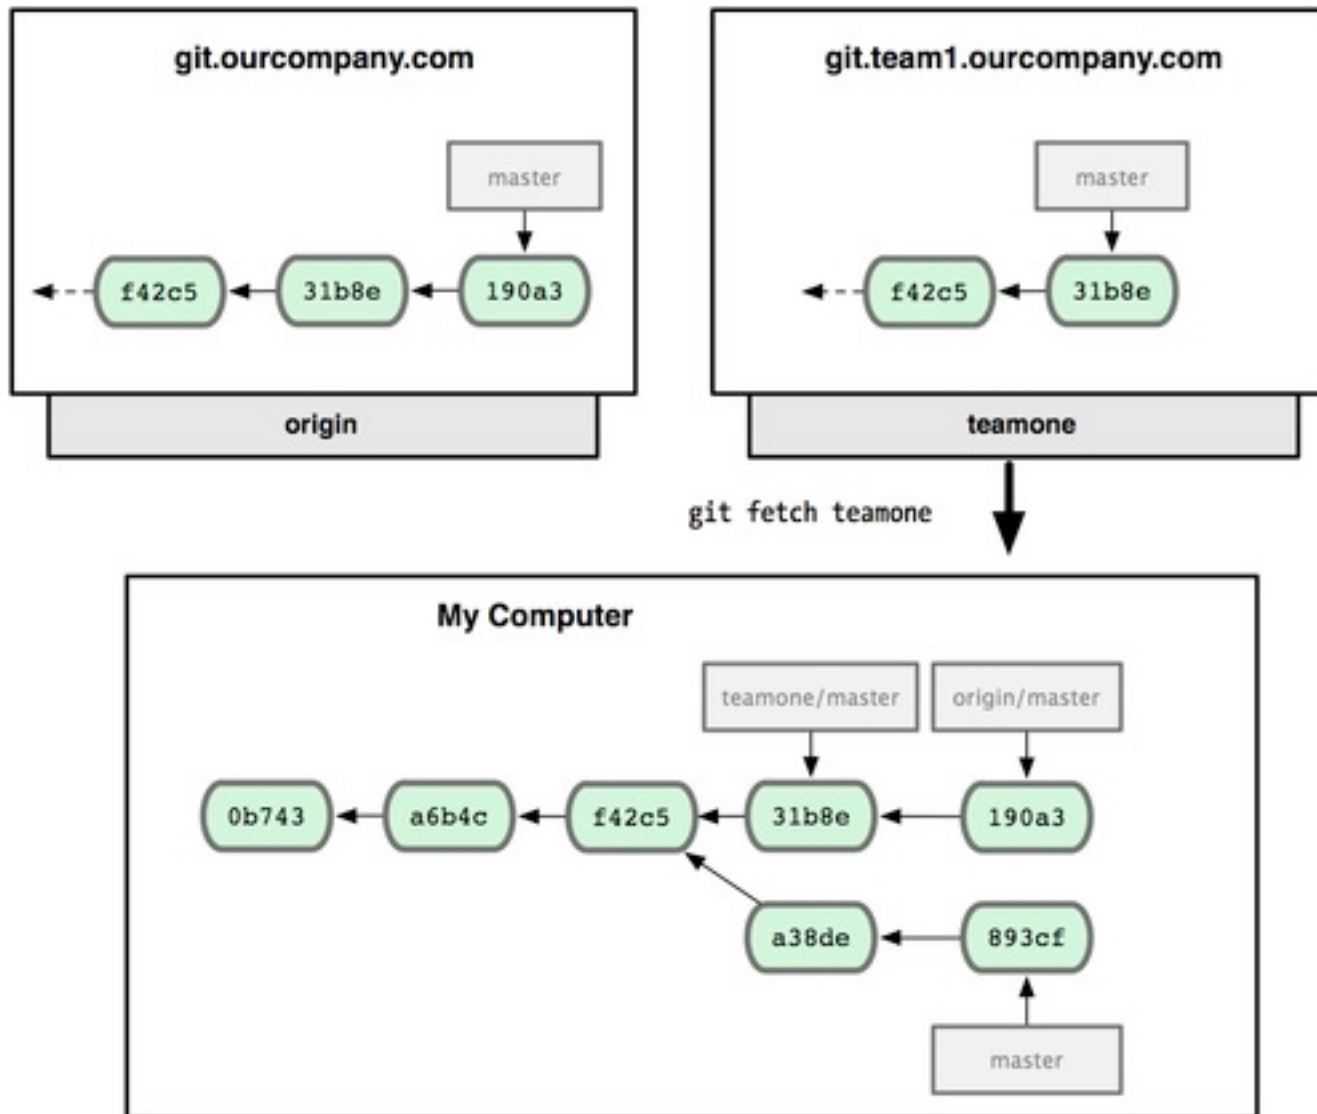 git.ourcompany.com
master
f42c5 31b8e 190a3
origin
git.team1.ourcompany.com
master
f42c5 31b8e
teamone
git fetch teamone
My Computer
teamone/master origin/master
0b743 a6b4c f42c5 31b8e 190a3
a38de 893cf
master